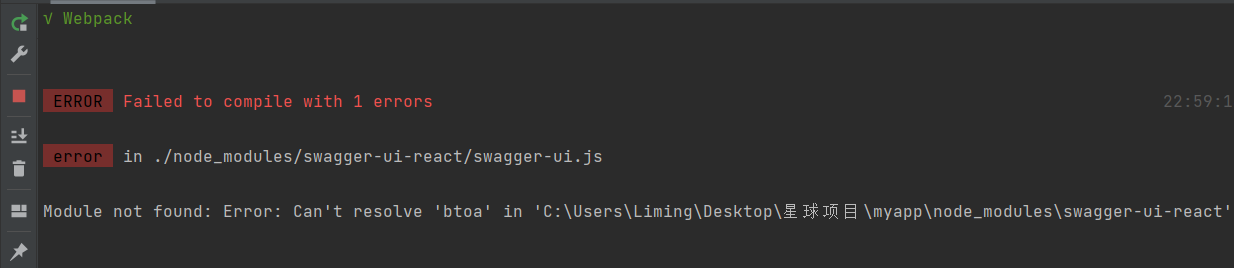 √ Webpack
ERROR Failed to compile with 1 errors 22:59:1
error in ./node_modules/swagger-ui-react/swagger-ui.js
Module not found: Error: Can't resolve 'btoa' in 'C:\Users\Liming\Desktop\星球项目\myapp\node_modules\swagger-ui-react'